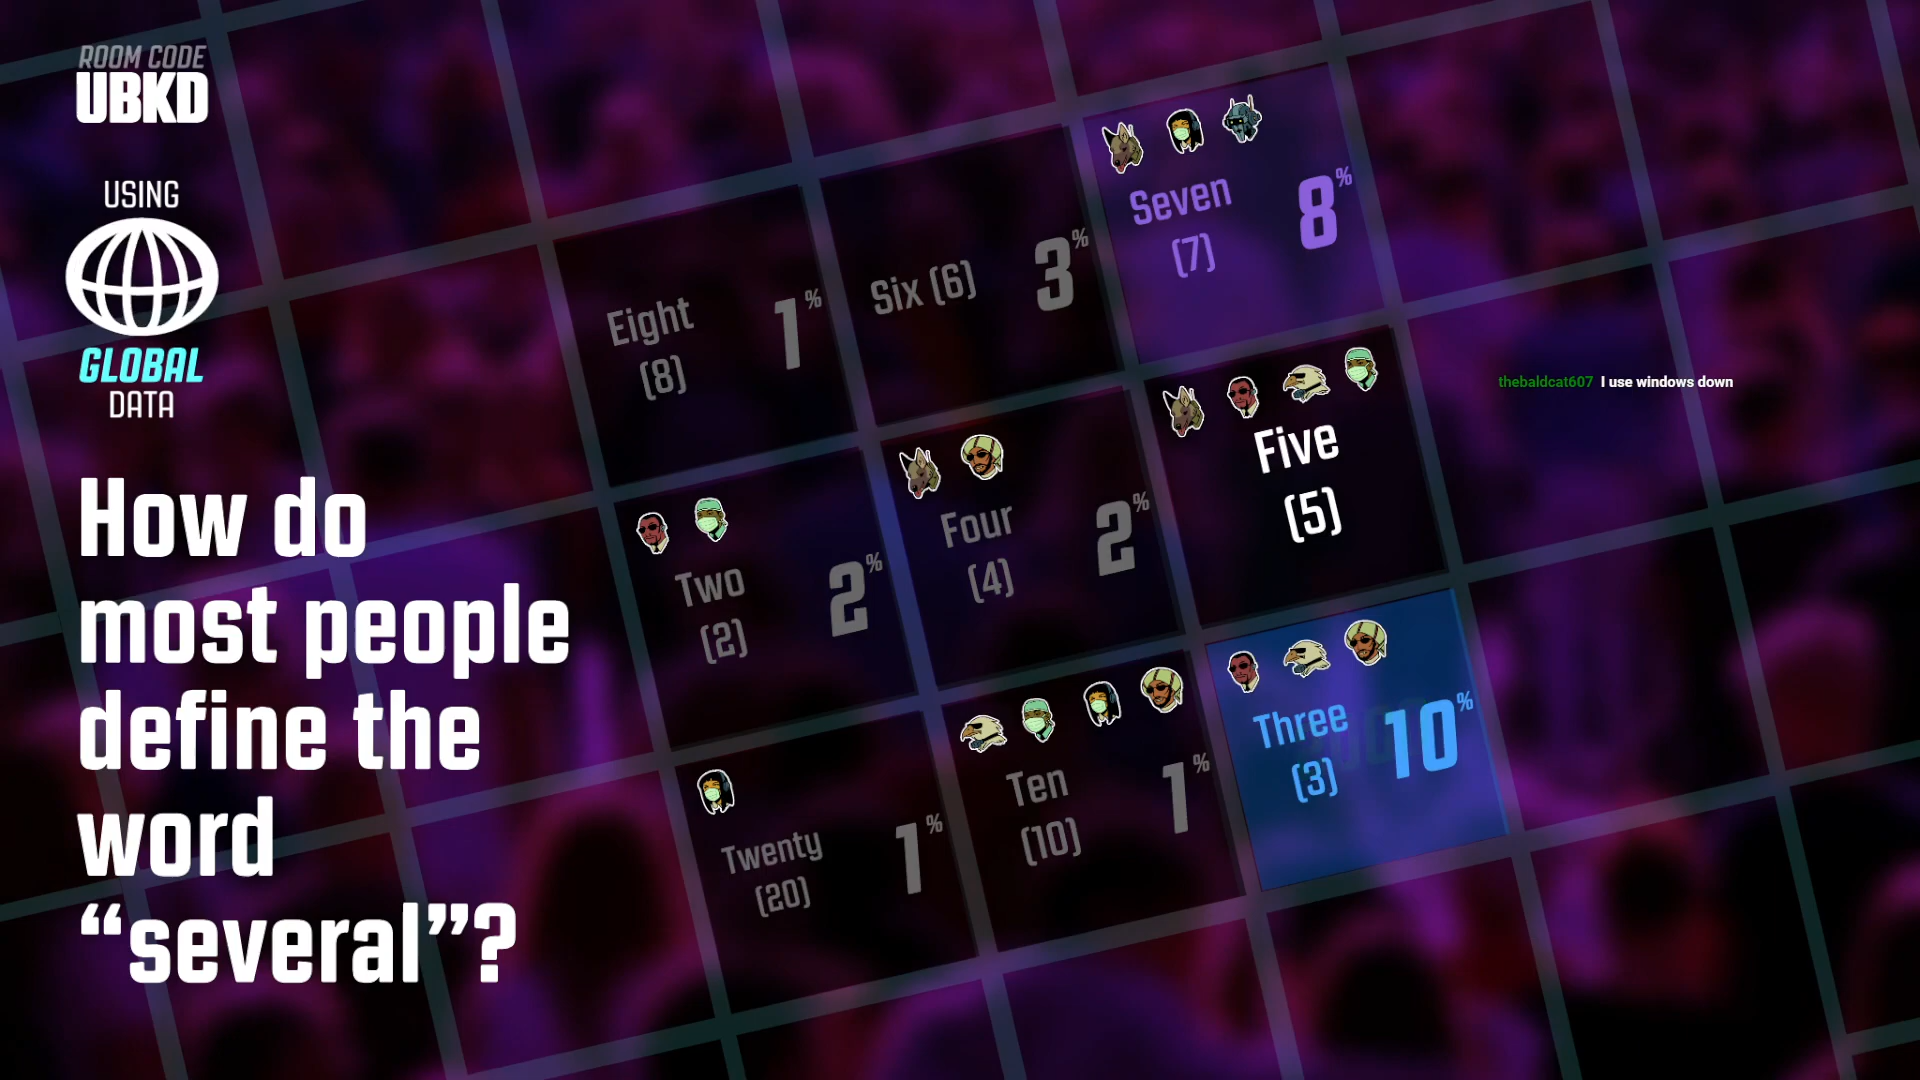 ROOM CODE
UBKD
USING
GLOBAL
DATA
How do
most people
define the
word
“several”?
Eight
(8)
1%
Six (6)
3%
Seven
(7)
8%
Two
(2)
2%
Four
(4)
2%
Five
(5)
Twenty
(20)
1%
Ten
(10)
1%
Three
(3)
10%
thebaldcat607 I use windows down